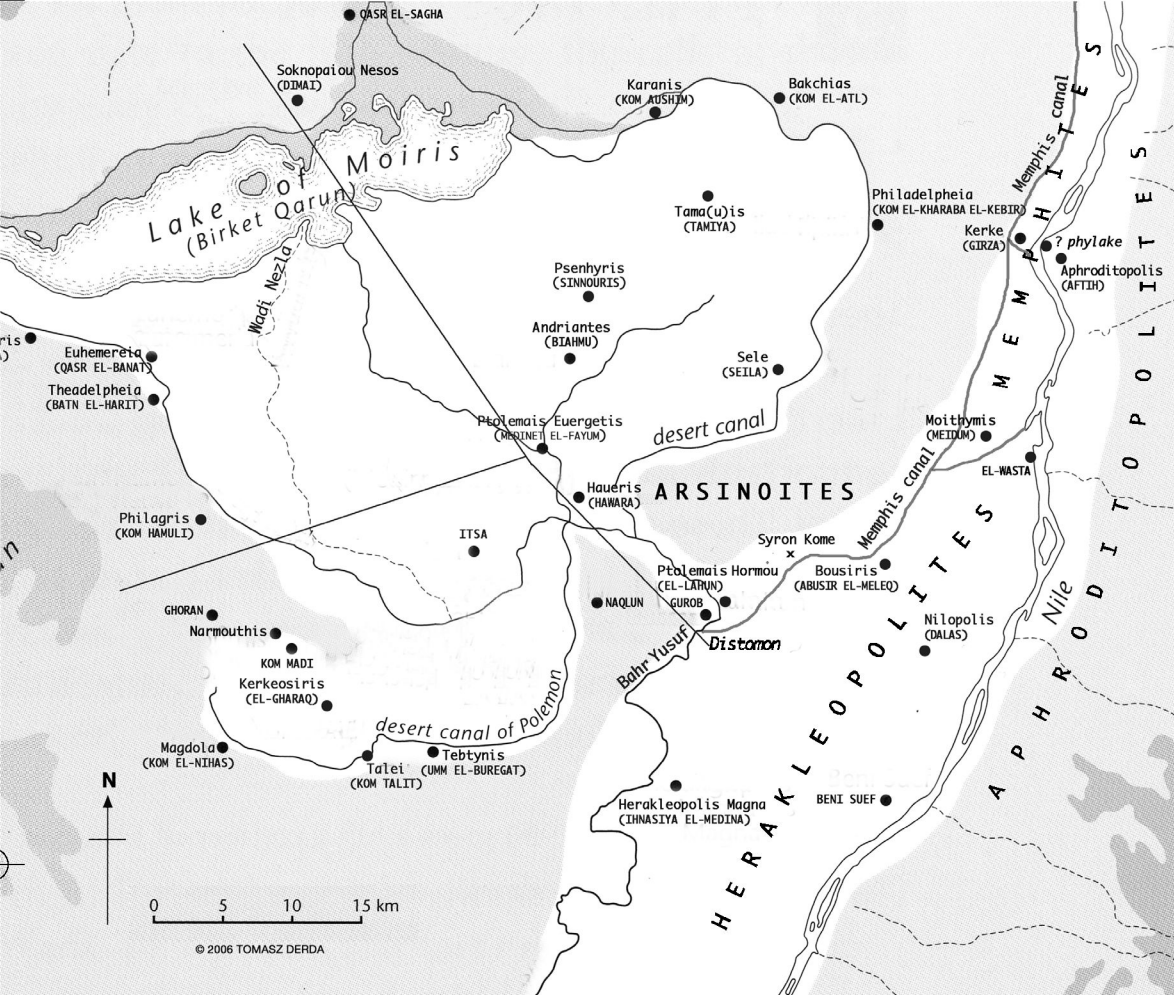 QASR EL-SAGHA
Soknopaiou Nesos
(DIMAI)
Karanis
(KOM AUSHIM)
Bakchias
(KOM EL-ATL)
Memphis canal
MEMPHITES
Lake of Moiris
(Birket Qarun)
Tama(u)is
(TAMIYA)
Philadelpheia
(KOM EL-KHARABA EL-KEBIR)
Kerke
(GIRZA)
? phylake
Aphroditopolis
(AFTIH)
Psenhyris
(SINNOURIS)
Wadi Nezla
Andriantes
(BIAHMU)
ris
)
Euhemereia
(QASR EL-BANAT)
Theadelpheia
(BATN EL-HARIT)
Sele
(SEILA)
Ptolemais Euergetis
(MEDINET EL-FAYUM)
desert canal
Moithymis
(MEIDUM)
EL-WASTA
Memphis canal
Haueris
(HAWARA)
ARSINOITES
Philagris
(KOM HAMULI)
ITSA
Syron Kome
Bousiris
(ABUSIR EL-MELEQ)
Ptolemais Hormou
(EL-LAHUN)
GUROB
NAQLUN
GHORAN
Narmouthis
KOM MADI
Distomon
Bahr Yusuf
Nilopolis
(DALAS)
Nile
APHRODITOPOLITES
HERAKLEOPOLITES
Kerkeosiris
(EL-GHARAQ)
desert canal of Polemon
Magdola
(KOM EL-NIHAS)
Talei
(KOM TALIT)
Tebtynis
(UMM EL-BUREGAT)
Herakleopolis Magna
(IHNASIYA EL-MEDINA)
BENI SUEF
N
0 5 10 15 km
© 2006 TOMASZ DERDA